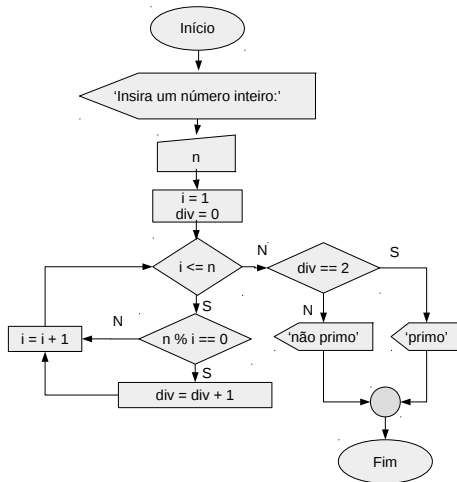 Início
‘Insira um número inteiro:’
n
i = 1
div = 0
i <= n
N
div == 2
S
S
N
n % i == 0
N
i = i + 1
‘não primo’
‘primo’
S
div = div + 1
Fim